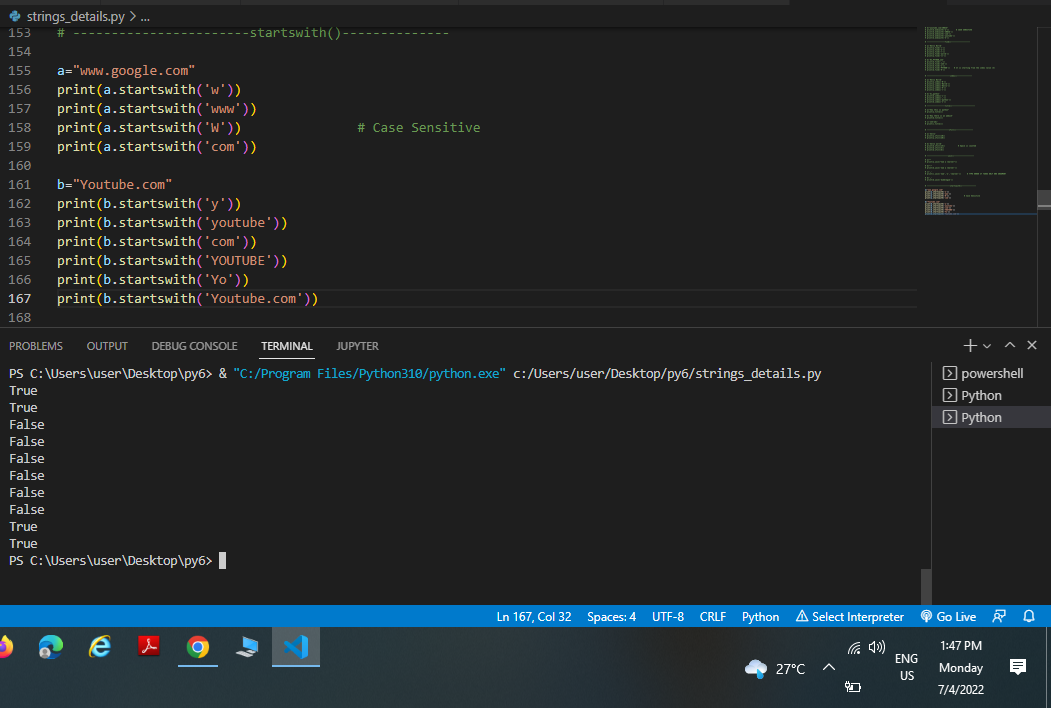 strings_details.py > ...
153 # -----------------------startswith()--------------
154
155 a="www.google.com"
156 print(a.startswith('w'))
157 print(a.startswith('www'))
158 print(a.startswith('W')) # Case Sensitive
159 print(a.startswith('com'))
160
161 b="Youtube.com"
162 print(b.startswith('y'))
163 print(b.startswith('youtube'))
164 print(b.startswith('com'))
165 print(b.startswith('YOUTUBE'))
166 print(b.startswith('Yo'))
167 print(b.startswith('Youtube.com'))
168
PROBLEMS OUTPUT DEBUG CONSOLE TERMINAL JUPYTER
PS C:\Users\user\Desktop\py6> & "C:/Program Files/Python310/python.exe" c:/Users/user/Desktop/py6/strings_details.py
True
True
False
False
False
False
False
False
True
True
PS C:\Users\user\Desktop\py6>
powershell
Python
Python
Ln 167, Col 32 Spaces: 4 UTF-8 CRLF Python Select Interpreter Go Live
27°C
ENG
US
1:47 PM
Monday
7/4/2022